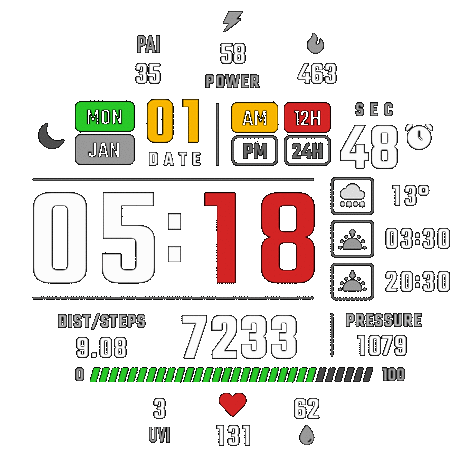 PAI
35
58
POWER
463
MON
JAN
01
DATE
AM
12H
PM
24H
SEC
48
05:18
13°
03:30
20:30
DIST/STEPS
9.08
7233
PRESSURE
1079
0
100
3
UVI
131
62